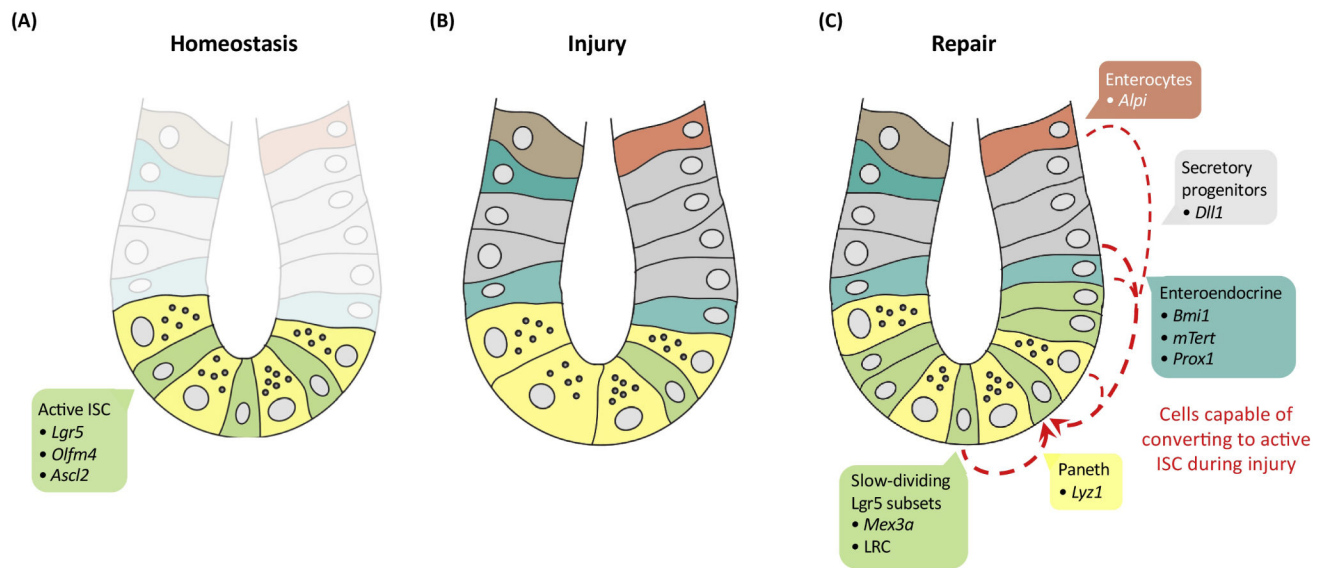 (A)
Homeostasis
(B)
Injury
(C)
Repair
Enterocytes
• Alpi
Secretory
progenitors
• Dll1
Enteroendocrine
• Bmi1
• mTert
• Prox1
Active ISC
• Lgr5
• Olfm4
• Ascl2
Cells capable of
converting to active
ISC during injury
Paneth
• Lyz1
Slow-dividing
Lgr5 subsets
• Mex3a
• LRC